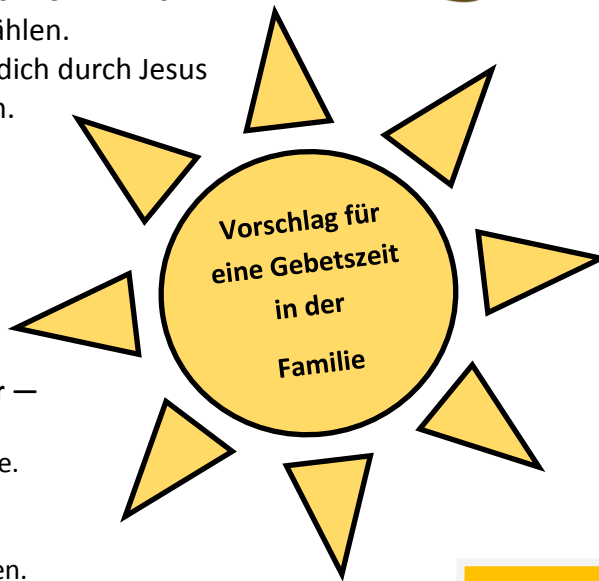 ählen.
dich durch Jesus
n.
Vorschlag für
eine Gebetszeit
in der
Familie
r —
e.
en.